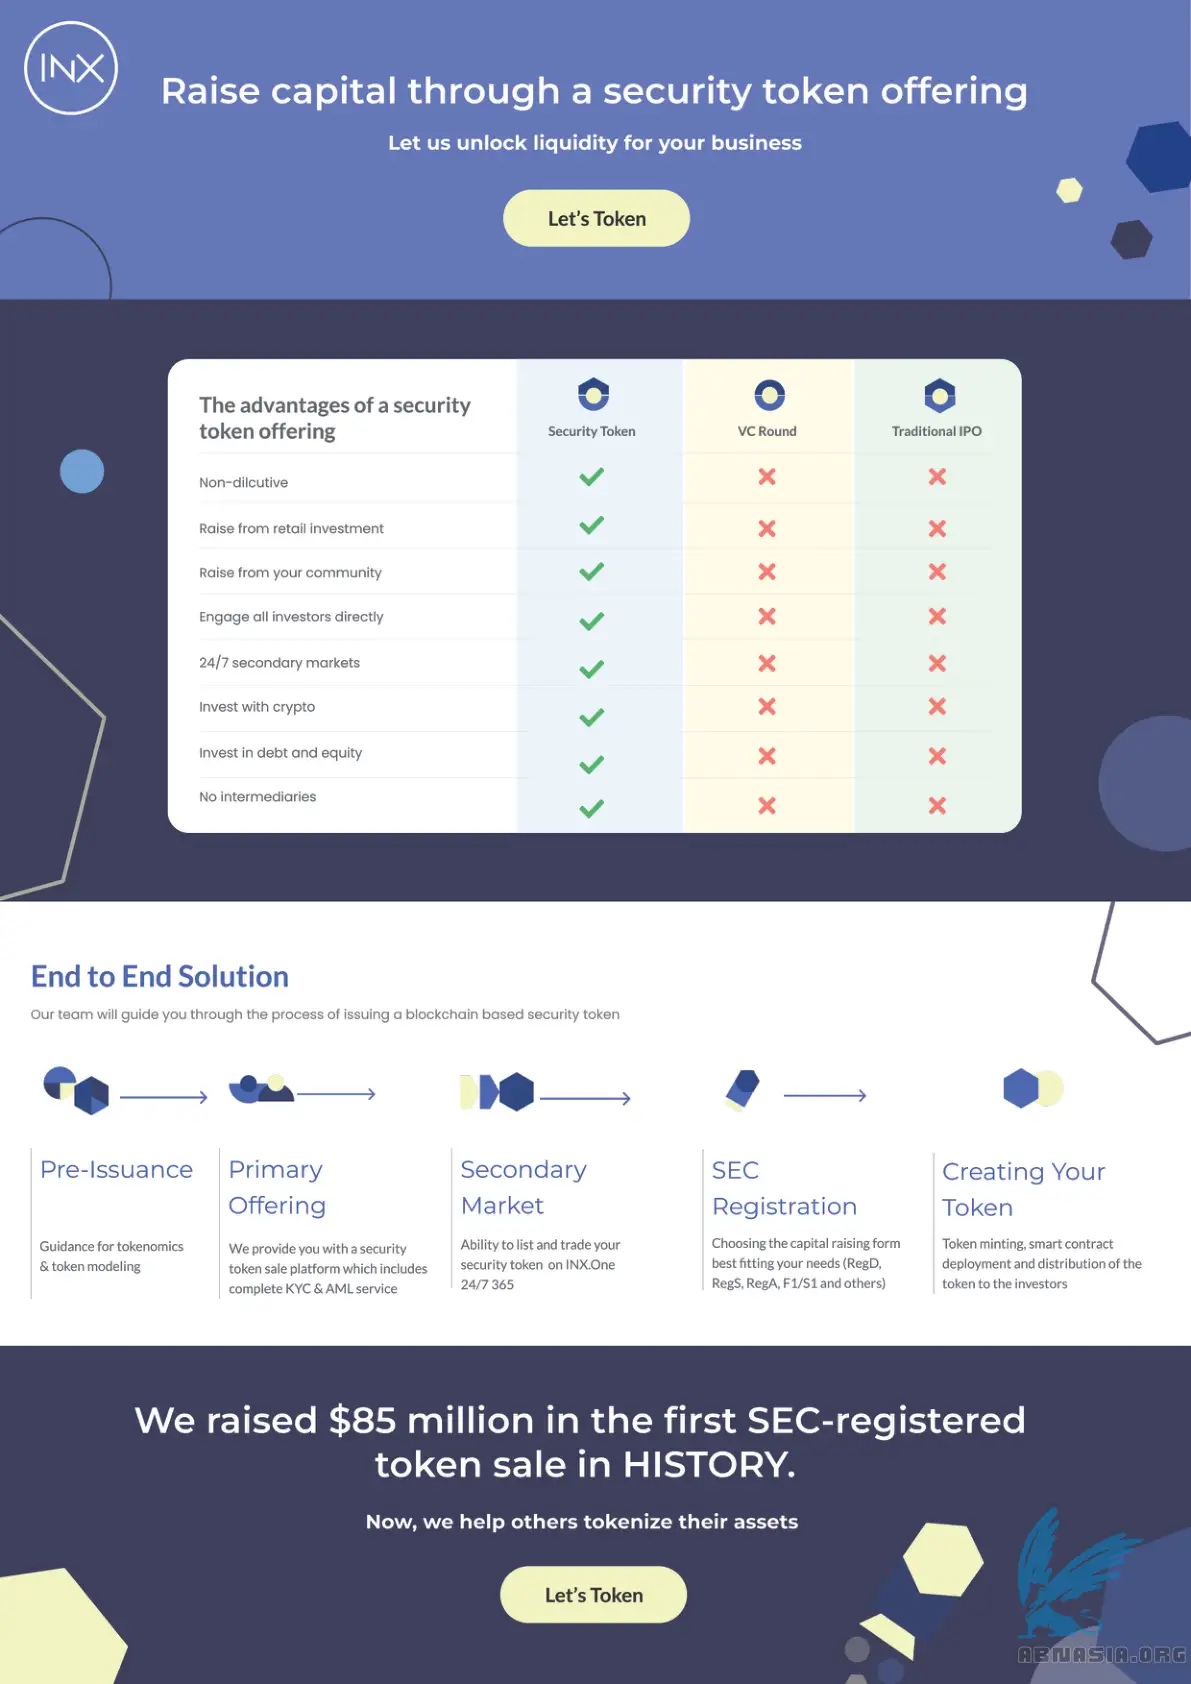 INX
Raise capital through a security token offering
Let us unlock liquidity for your business
Let's Token
The advantages of a security
token offering
Security Token
VC Round
Traditional IPO
Non-dilcutive
Raise from retail investment
Raise from your community
Engage all investors directly
24/7 secondary markets
Invest with crypto
Invest in debt and equity
No intermediaries
End to End Solution
Our team will guide you through the process of issuing a blockchain based security token
Pre-Issuance
Guidance for tokenomics
& token modeling
Primary
Offering
We provide you with a security
token sale platform which includes
complete KYC & AML service
Secondary
Market
Ability to list and trade your
security token on INX.One
24/7 365
SEC
Registration
Choosing the capital raising form
best fitting your needs (RegD,
RegS, RegA, F1/S1 and others)
Creating Your
Token
Token minting, smart contract
deployment and distribution of the
token to the investors
We raised $85 million in the first SEC-registered
token sale in HISTORY.
Now, we help others tokenize their assets
Let's Token
ABNASIA.ORG